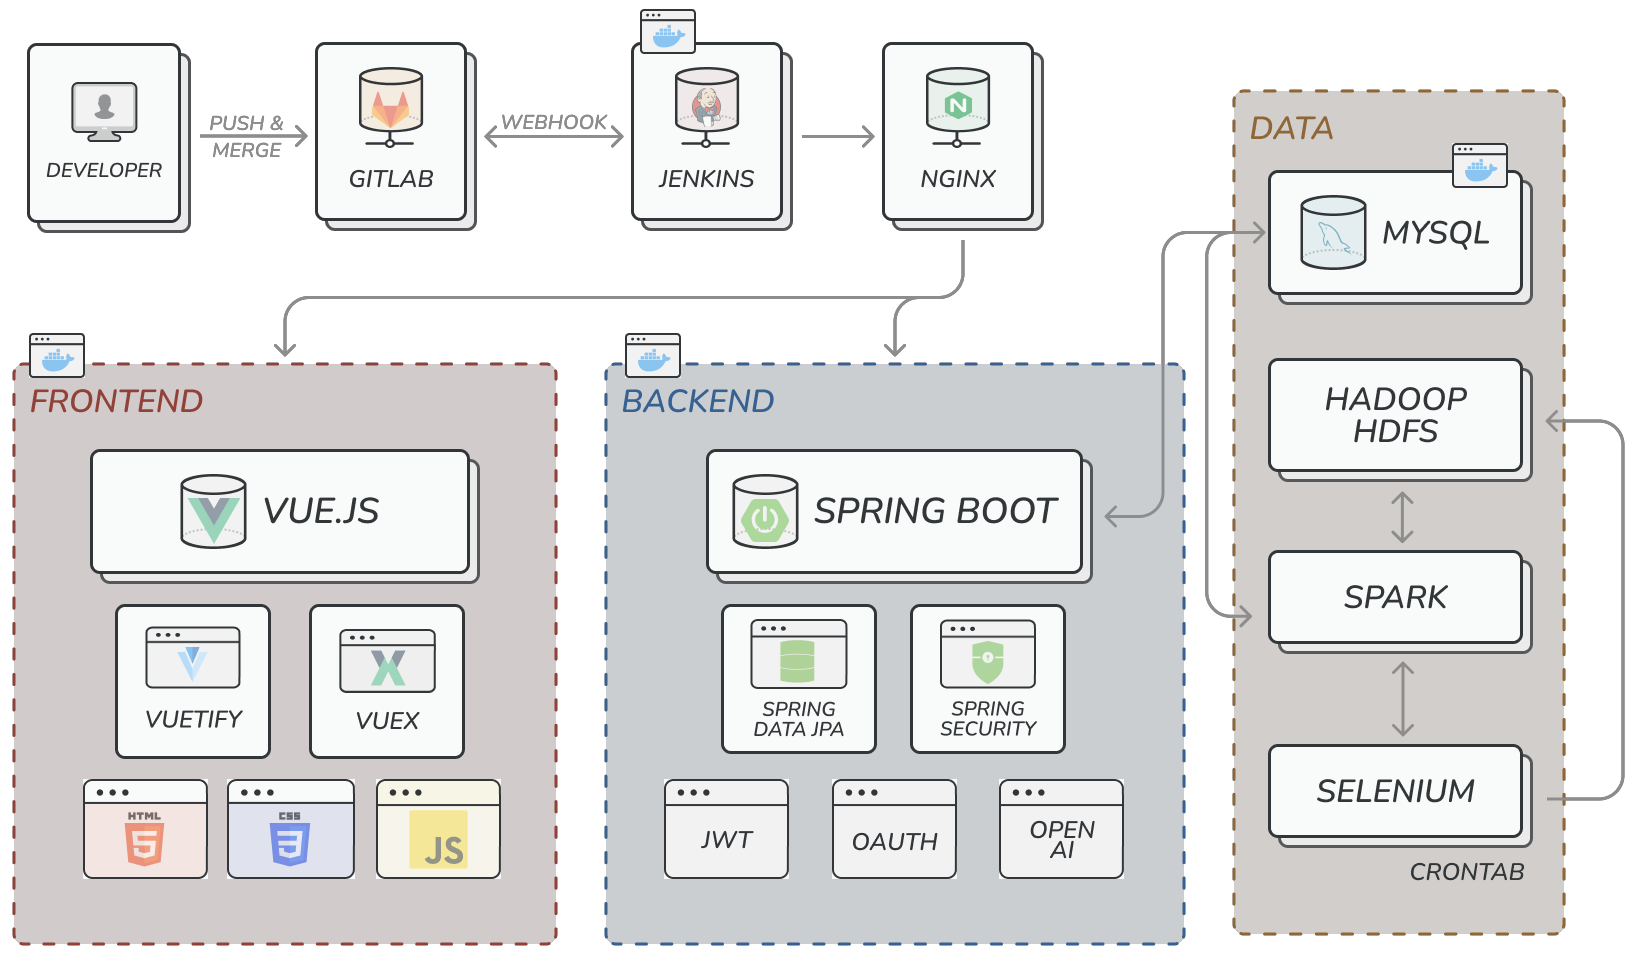 DEVELOPER
PUSH &
MERGE
GITLAB
WEBHOOK
JENKINS
NGINX
FRONTEND
VUE.JS
VUETIFY
VUEX
HTML
5
CSS
3
JS
BACKEND
SPRING BOOT
SPRING
DATA JPA
SPRING
SECURITY
JWT
OAUTH
OPEN
AI
DATA
MYSQL
HADOOP
HDFS
SPARK
SELENIUM
CRONTAB